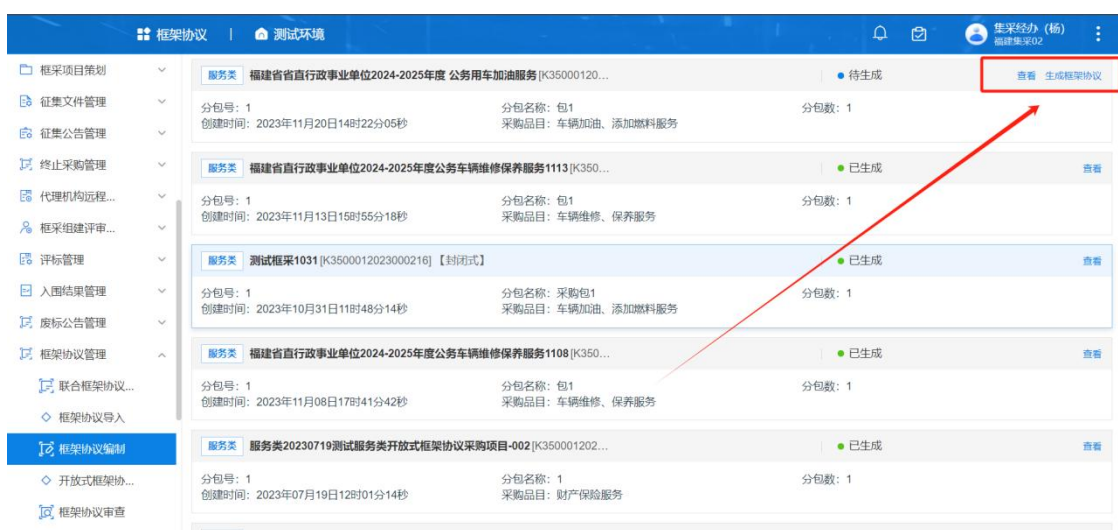 框架协议 | 测试环境
集采经办（杨）
福建集采02
框采项目策划
征集文件管理
征集公告管理
终止采购管理
代理机构远程...
框采组建评审...
评标管理
入围结果管理
废标公告管理
框架协议管理
联合框架协议...
框架协议导入
框架协议编制
开放式框架协...
框架协议审查
服务类 福建省省直行政事业单位2024-2025年度 公务用车加油服务[K35000120... 待生成 查看 生成框架协议
分包号：1 分包名称：包1 分包数：1
创建时间：2023年11月20日14时22分05秒 采购品目：车辆加油、添加燃料服务
服务类 福建省直行政事业单位2024-2025年度公务车辆维修保养服务1113[K350... 已生成 查看
分包号：1 分包名称：包1 分包数：1
创建时间：2023年11月13日15时55分18秒 采购品目：车辆维修、保养服务
服务类 测试框采1031[K3500012023000216]【封闭式】 已生成 查看
分包号：1 分包名称：采购包1 分包数：1
创建时间：2023年10月31日11时48分14秒 采购品目：车辆加油、添加燃料服务
服务类 福建省直行政事业单位2024-2025年度公务车辆维修保养服务1108[K350... 已生成 查看
分包号：1 分包名称：包1 分包数：1
创建时间：2023年11月08日17时41分42秒 采购品目：车辆维修、保养服务
服务类 服务类20230719测试服务类开放式框架协议采购项目-002[K350001202... 已生成 查看
分包号：1 分包名称：1 分包数：1
创建时间：2023年07月19日12时01分14秒 采购品目：财产保险服务